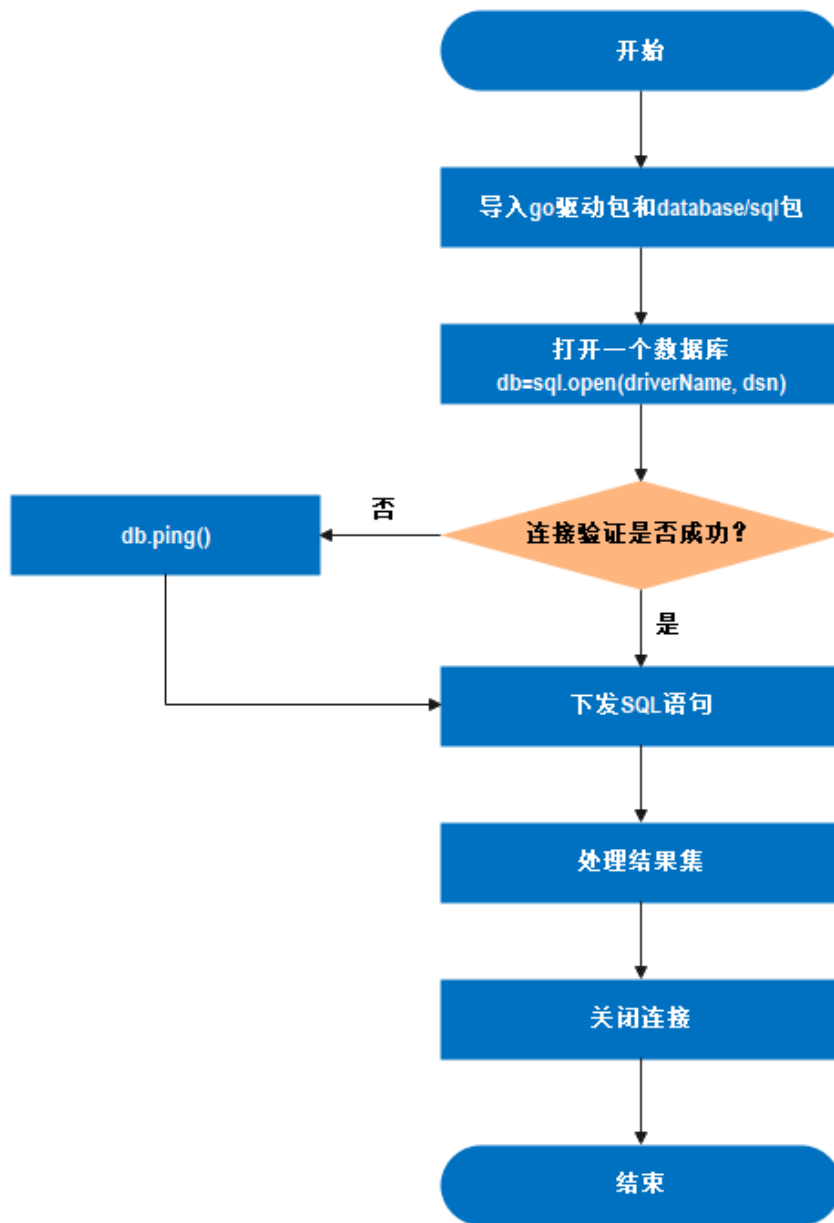 开始
导入go驱动包和database/sql包
打开一个数据库
db=sql.open(driverName, dsn)
连接验证是否成功？
否
db.ping()
是
下发SQL语句
处理结果集
关闭连接
结束